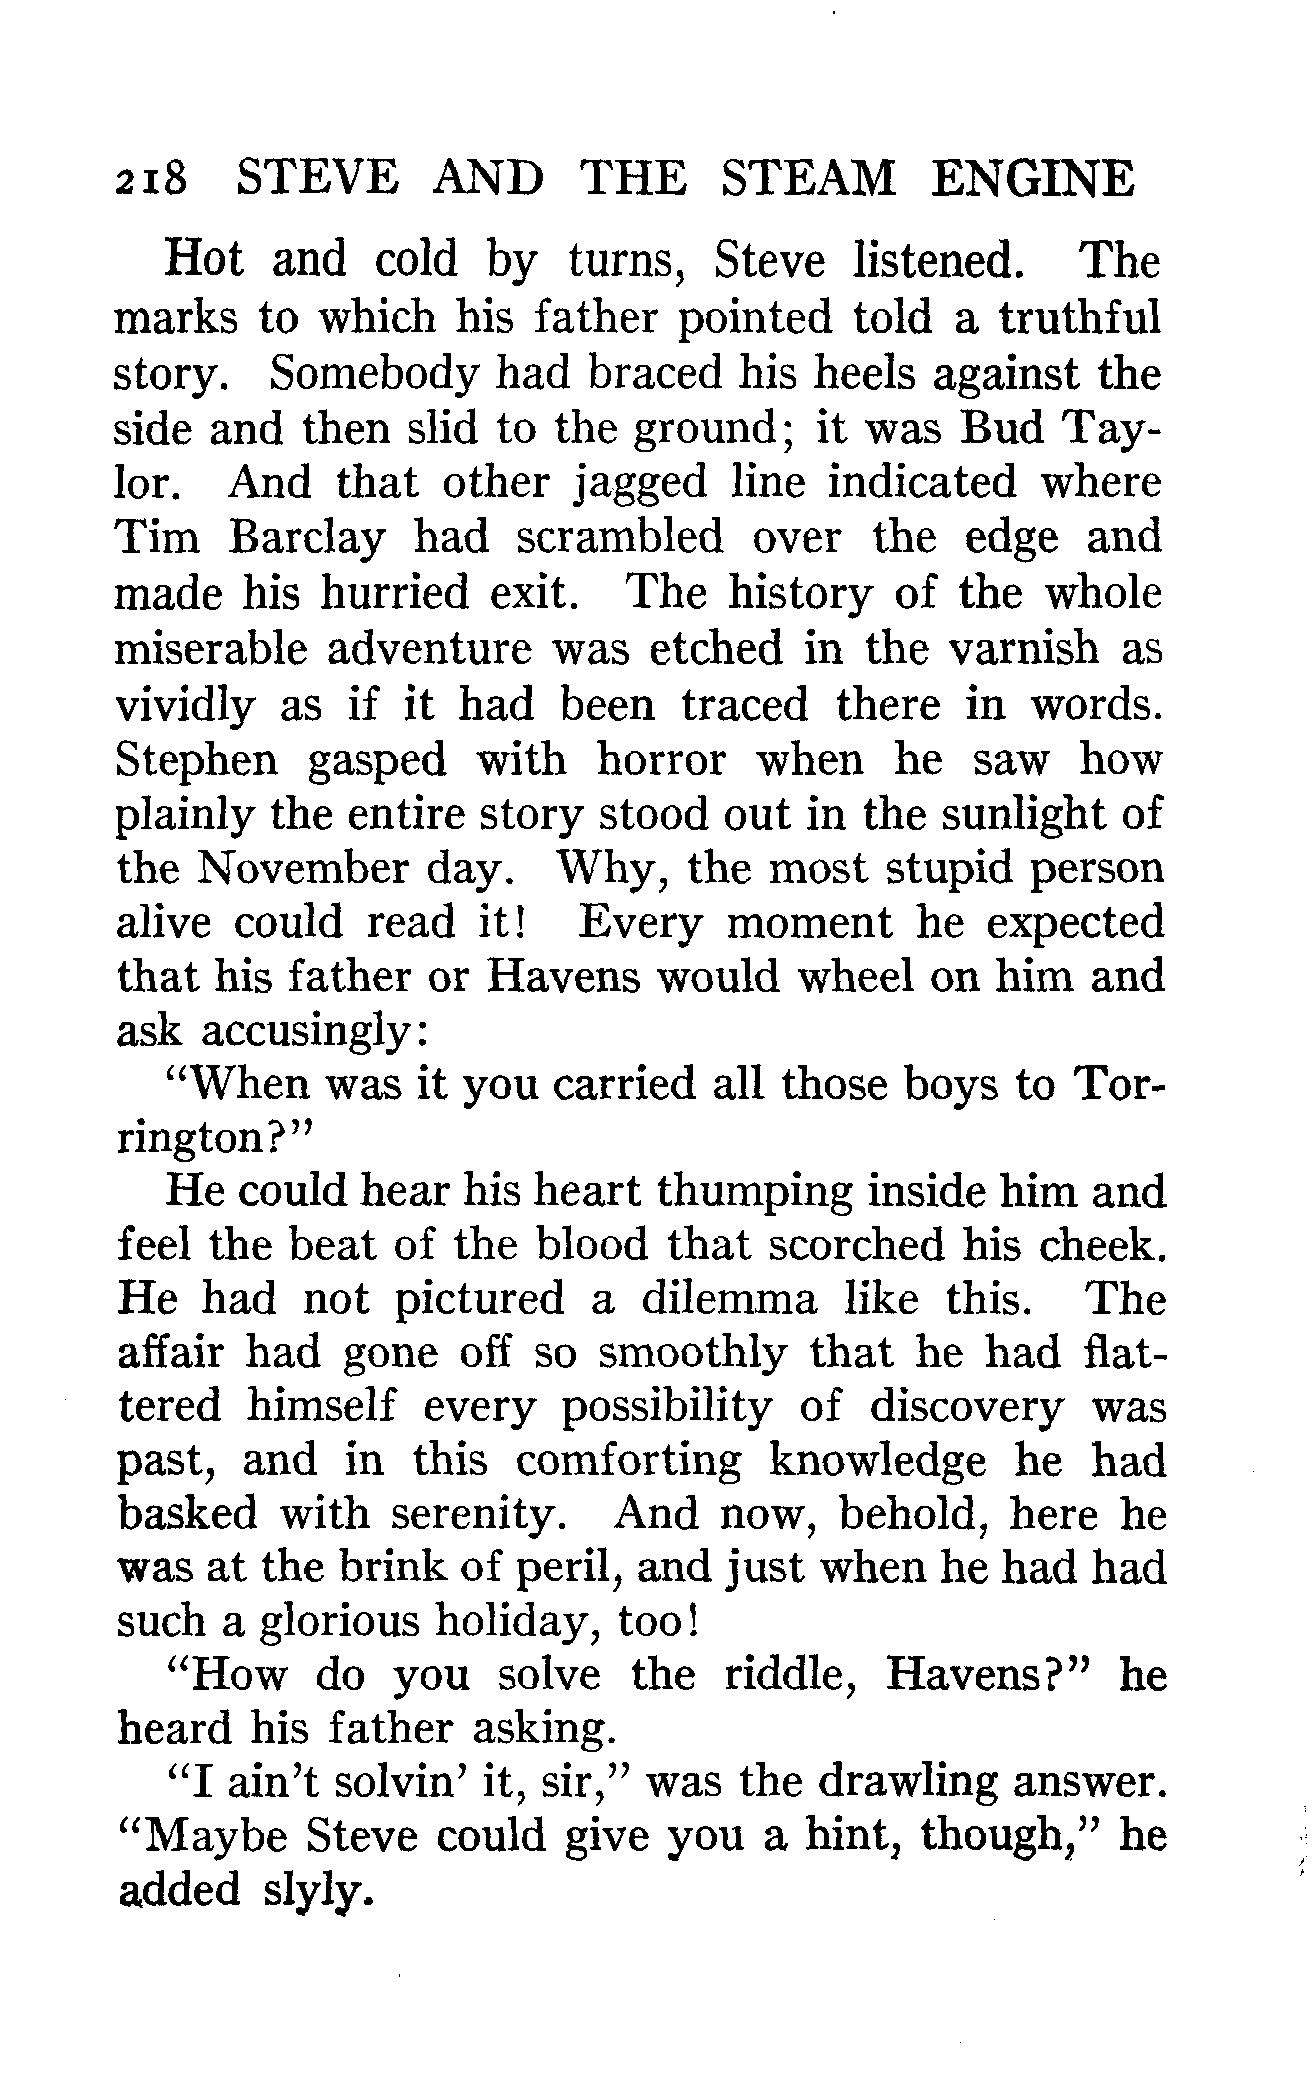 218 STEVE AND THE STEAM ENGINE
Hot and cold by turns, Steve listened. The
marks to which his father pointed told a truthful
story. Somebody had braced his heels against the
side and then slid to the ground; it was Bud Tay-
lor. And that other jagged line indicated where
Tim Barclay had scrambled over the edge and
made his hurried exit. The history of the whole
miserable adventure was etched in the varnish as
vividly as if it had been traced there in words.
Stephen gasped with horror when he saw how
plainly the entire story stood out in the sunlight of
the November day. Why, the most stupid person
alive could read it! Every moment he expected
that his father or Havens would wheel on him and
ask accusingly:
"When was it you carried all those boys to Tor-
rington?"
He could hear his heart thumping inside him and
feel the beat of the blood that scorched his cheek.
He had not pictured a dilemma like this. The
affair had gone off so smoothly that he had flat-
tered himself every possibility of discovery was
past, and in this comforting knowledge he had
basked with serenity. And now, behold, here he
was at the brink of peril, and just when he had had
such a glorious holiday, too!
"How do you solve the riddle, Havens?" he
heard his father asking.
"I ain't solvin' it, sir," was the drawling answer.
"Maybe Steve could give you a hint, though," he
added slyly.